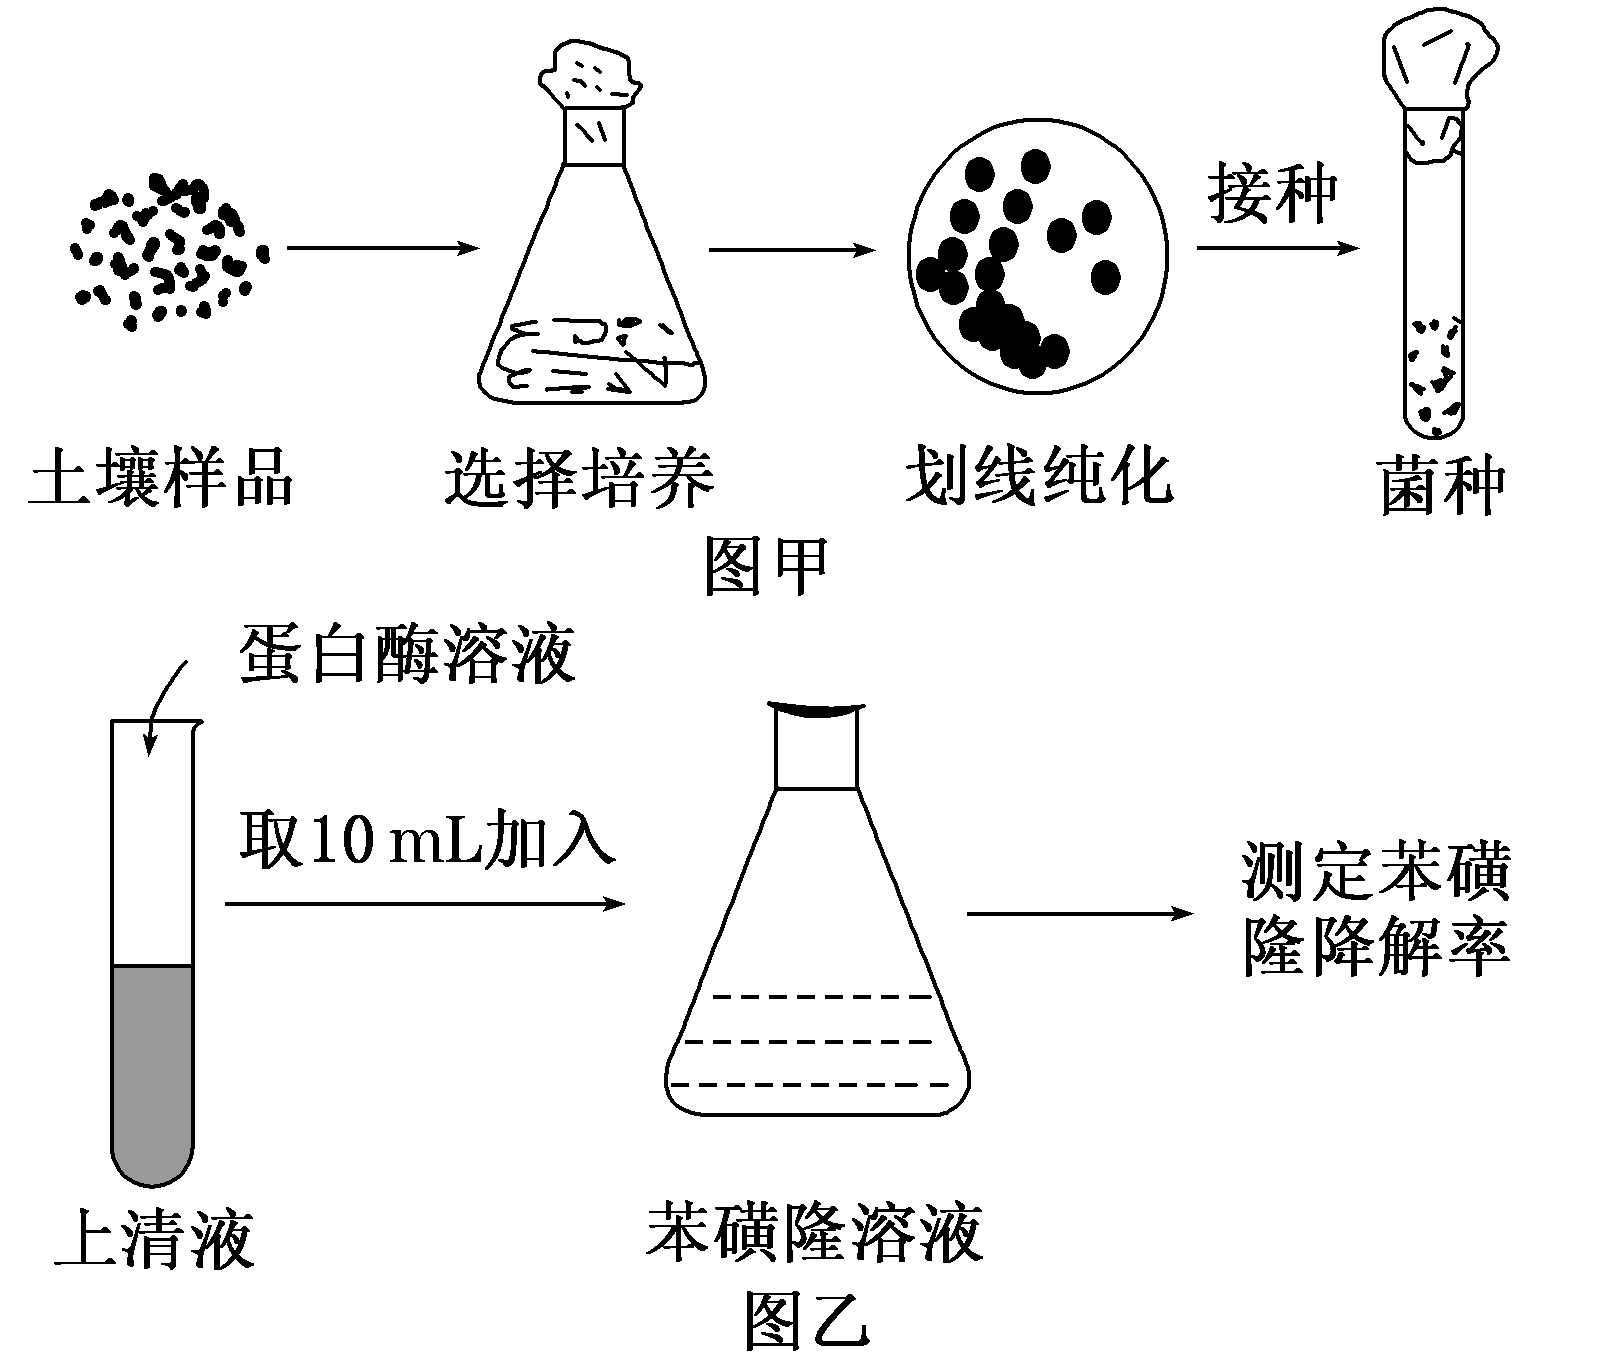 接种
土壤样品
选择培养
划线纯化
菌种
图甲
蛋白酶溶液
取10 mL加入
测定苯磺
隆降解率
上清液
苯磺隆溶液
图乙